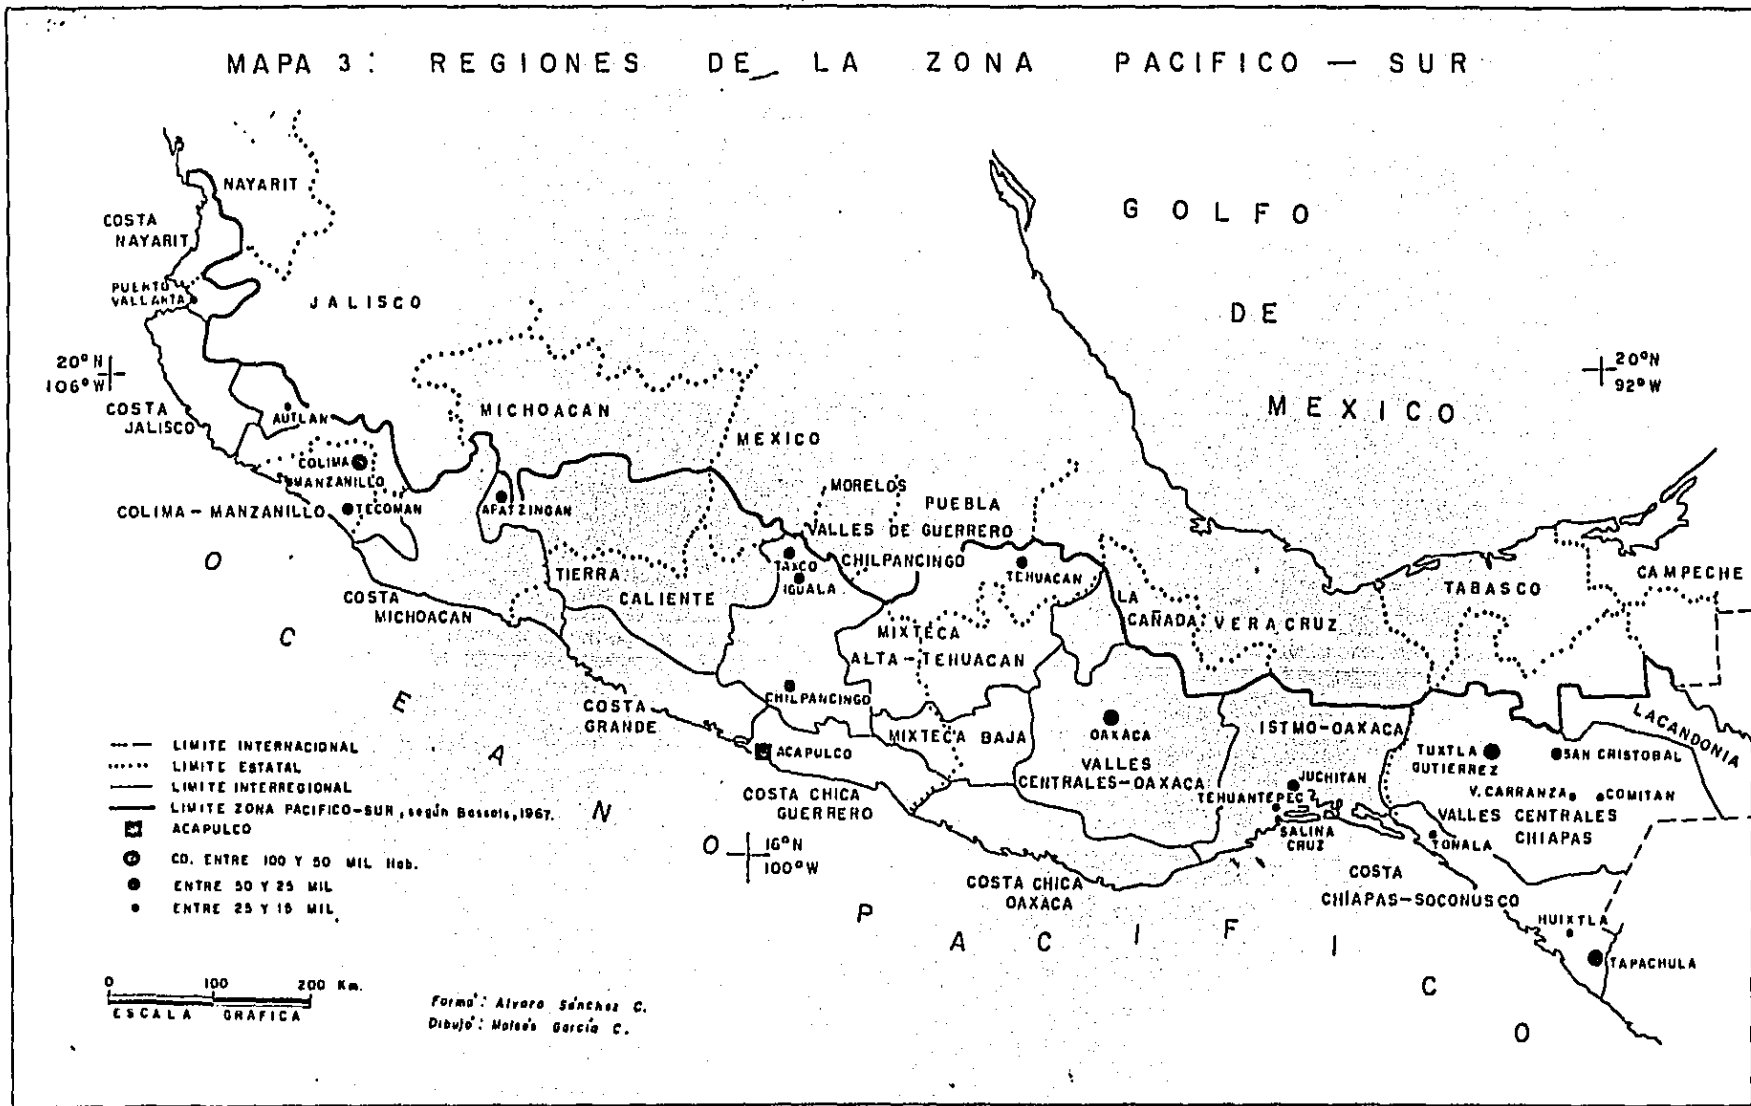 MAPA 3: REGIONES DE LA ZONA PACIFICO — SUR
NAYARIT
COSTA
NAYARIT
PUERTO
VALLARTA
JALISCO
GOLFO
DE
MEXICO
20° N
106° W
20° N
92° W
COSTA
JALISCO
AUTLAN
MICHOACAN
MEXICO
COLIMA
MANZANILLO
COLIMA-MANZANILLO
TECOMAN
APATZINGAN
MORELOS
PUEBLA
VALLES DE GUERRERO
CHILPANCINGO
TAXCO
IGUALA
TEHUACAN
TIERRA
CALIENTE
COSTA
MICHOACAN
LA
CAÑADA
VERACRUZ
TABASCO
CAMPECHE
MIXTECA
ALTA-TEHUACAN
CHILPANCINGO
COSTA
GRANDE
MIXTECA BAJA
OAXACA
VALLES
CENTRALES-OAXACA
ISTMO-OAXACA
LACANDONIA
TUXTLA
GUTIERREZ
SAN CRISTOBAL
ACAPULCO
COSTA CHICA
GUERRERO
JUCHITAN
TEHUANTEPEC
SALINA
CRUZ
V. CARRANZA
COMITAN
VALLES CENTRALES
CHIAPAS
TONALA
16° N
100° W
COSTA CHICA
OAXACA
COSTA
CHIAPAS-SOCONUSCO
HUIXTLA
TAPACHULA
OCEANO
PACIFICO
LIMITE INTERNACIONAL
LIMITE ESTATAL
LIMITE INTERREGIONAL
LIMITE ZONA PACIFICO-SUR, según Bassols, 1967.
ACAPULCO
CD. ENTRE 100 Y 50 MIL Hab.
ENTRE 50 Y 25 MIL
ENTRE 25 Y 15 MIL
0 100 200 Km.
ESCALA GRAFICA
Formó: Alvaro Sánchez C.
Dibujó: Moisés García C.